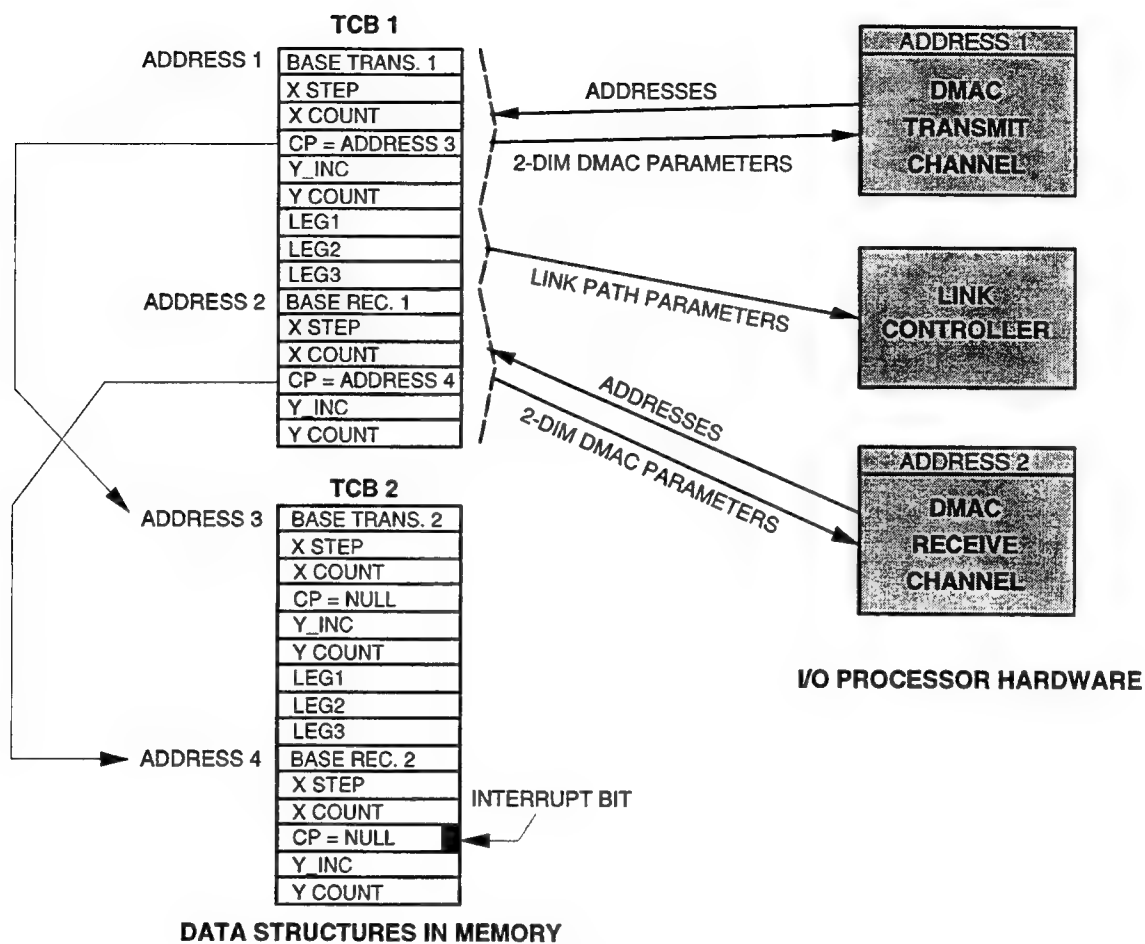 TCB 1
ADDRESS 1
BASE TRANS. 1
X STEP
X COUNT
CP = ADDRESS 3
Y_INC
Y COUNT
LEG1
LEG2
LEG3
ADDRESS 2
BASE REC. 1
X STEP
X COUNT
CP = ADDRESS 4
Y_INC
Y COUNT
ADDRESSES
2-DIM DMAC PARAMETERS
LINK PATH PARAMETERS
ADDRESSES
2-DIM DMAC PARAMETERS
ADDRESS 1
DMAC
TRANSMIT
CHANNEL
LINK
CONTROLLER
ADDRESS 2
DMAC
RECEIVE
CHANNEL
I/O PROCESSOR HARDWARE
TCB 2
ADDRESS 3
BASE TRANS. 2
X STEP
X COUNT
CP = NULL
Y_INC
Y COUNT
LEG1
LEG2
LEG3
ADDRESS 4
BASE REC. 2
X STEP
X COUNT
CP = NULL
Y_INC
Y COUNT
INTERRUPT BIT
DATA STRUCTURES IN MEMORY